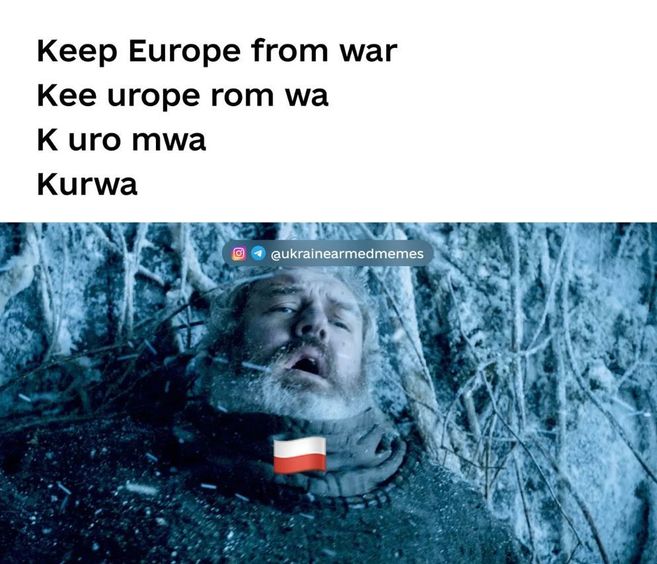 Keep Europe from war
Kee urope rom wa
K uro mwa
Kurwa
@ukrainearmedmemes